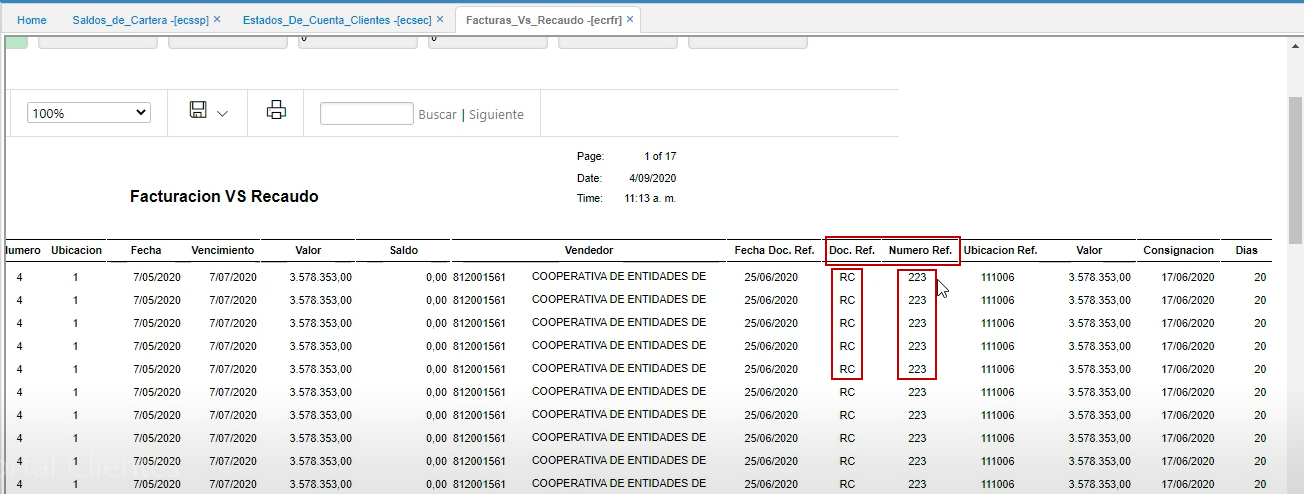 Home Saldos_de_Cartera -[ecssp] × Estados_De_Cuenta_Clientes -[ecsec] × Facturas_Vs_Recaudo -[ecrfr] ×
100% Buscar | Siguiente
Page: 1 of 17
Date: 4/09/2020
Facturacion VS Recaudo
Time: 11:13 a. m.
Numero Ubicacion Fecha Vencimiento Valor Saldo Vendedor Fecha Doc. Ref. Doc. Ref. Numero Ref. Ubicacion Ref. Valor Consignacion Dias
4 1 7/05/2020 7/07/2020 3.578.353,00 0,00 812001561 COOPERATIVA DE ENTIDADES DE 25/06/2020 RC 223 111006 3.578.353,00 17/06/2020 20
4 1 7/05/2020 7/07/2020 3.578.353,00 0,00 812001561 COOPERATIVA DE ENTIDADES DE 25/06/2020 RC 223 111006 3.578.353,00 17/06/2020 20
4 1 7/05/2020 7/07/2020 3.578.353,00 0,00 812001561 COOPERATIVA DE ENTIDADES DE 25/06/2020 RC 223 111006 3.578.353,00 17/06/2020 20
4 1 7/05/2020 7/07/2020 3.578.353,00 0,00 812001561 COOPERATIVA DE ENTIDADES DE 25/06/2020 RC 223 111006 3.578.353,00 17/06/2020 20
4 1 7/05/2020 7/07/2020 3.578.353,00 0,00 812001561 COOPERATIVA DE ENTIDADES DE 25/06/2020 RC 223 111006 3.578.353,00 17/06/2020 20
4 1 7/05/2020 7/07/2020 3.578.353,00 0,00 812001561 COOPERATIVA DE ENTIDADES DE 25/06/2020 RC 223 111006 3.578.353,00 17/06/2020 20
4 1 7/05/2020 7/07/2020 3.578.353,00 0,00 812001561 COOPERATIVA DE ENTIDADES DE 25/06/2020 RC 223 111006 3.578.353,00 17/06/2020 20
4 1 7/05/2020 7/07/2020 3.578.353,00 0,00 812001561 COOPERATIVA DE ENTIDADES DE 25/06/2020 RC 223 111006 3.578.353,00 17/06/2020 20
4 1 7/05/2020 7/07/2020 3.578.353,00 0,00 812001561 COOPERATIVA DE ENTIDADES DE 25/06/2020 RC 223 111006 3.578.353,00 17/06/2020 20
4 1 7/05/2020 7/07/2020 3.578.353,00 0,00 812001561 COOPERATIVA DE ENTIDADES DE 25/06/2020 RC 223 111006 3.578.353,00 17/06/2020 20